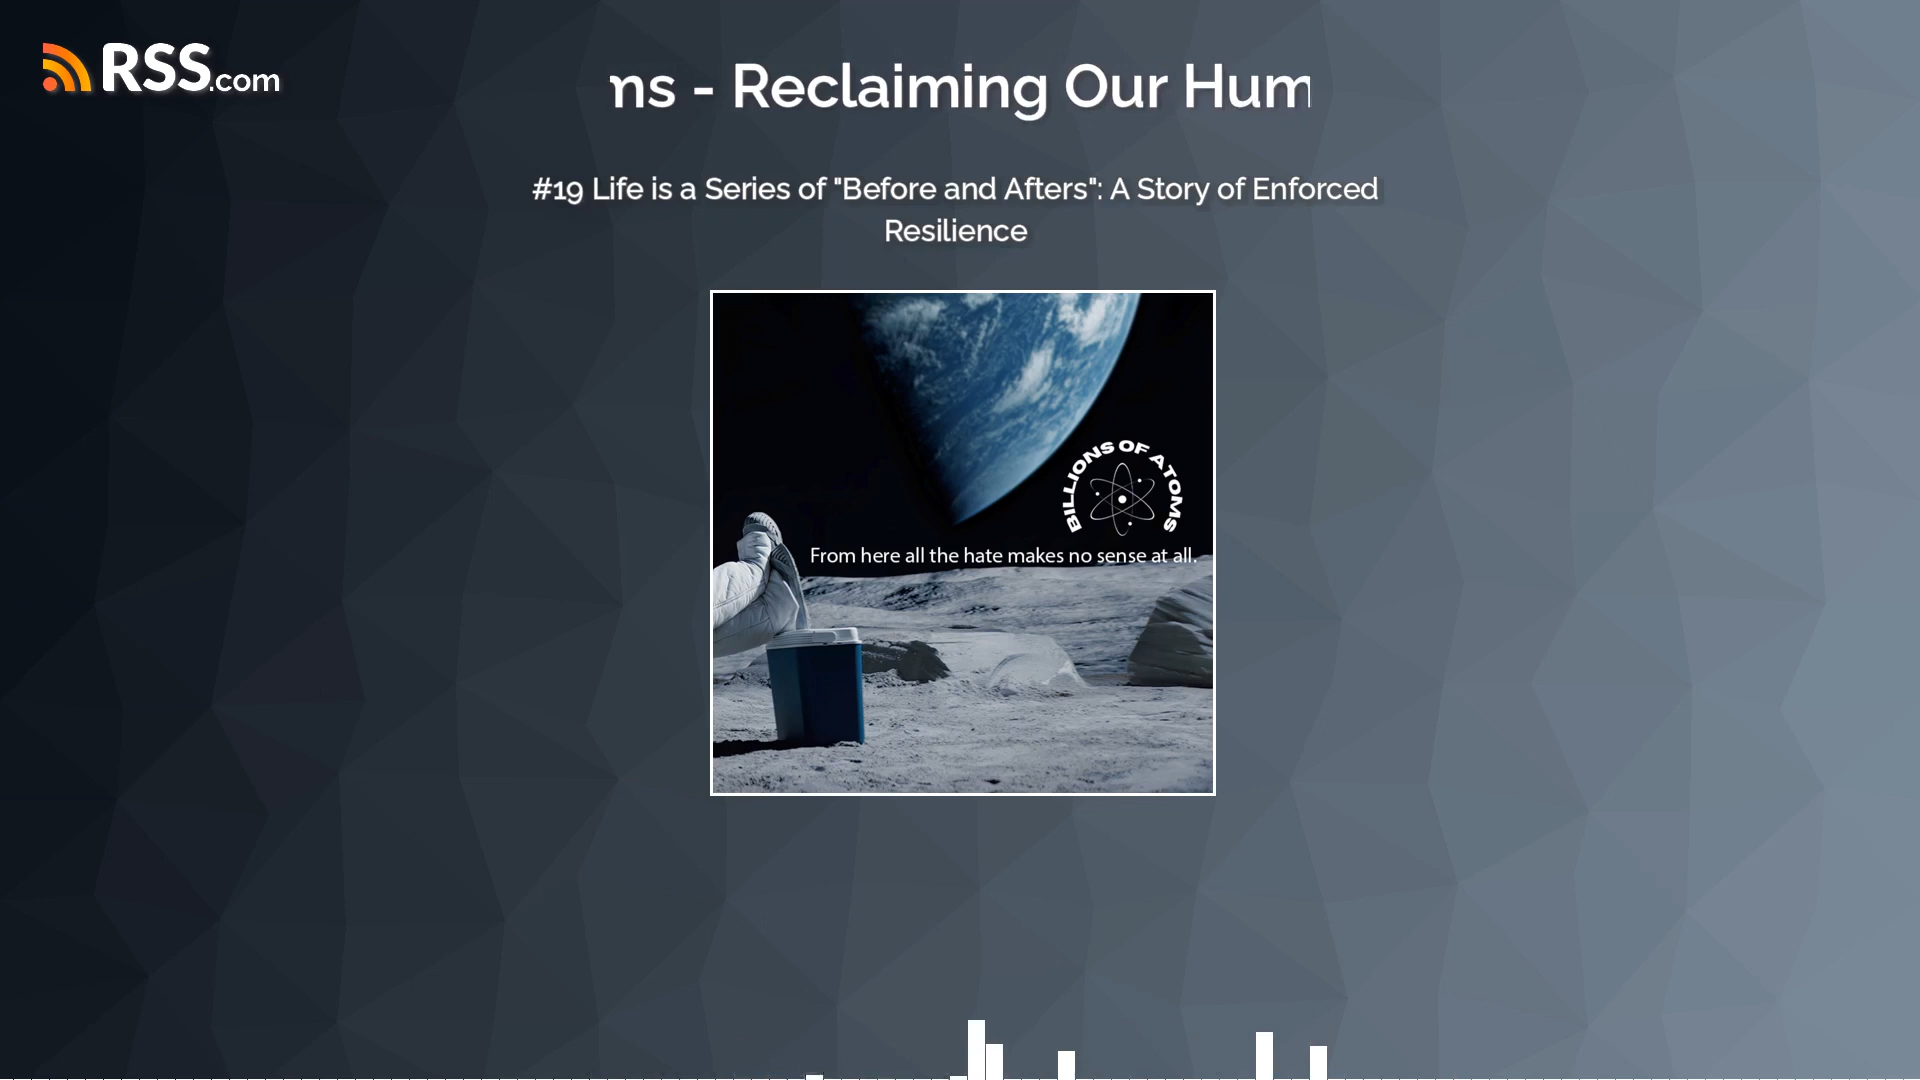 RSS.com
ms - Reclaiming Our Hum
#19 Life is a Series of "Before and Afters": A Story of Enforced
Resilience
BILLIONS OF ATOMS
From here all the hate makes no sense at all.